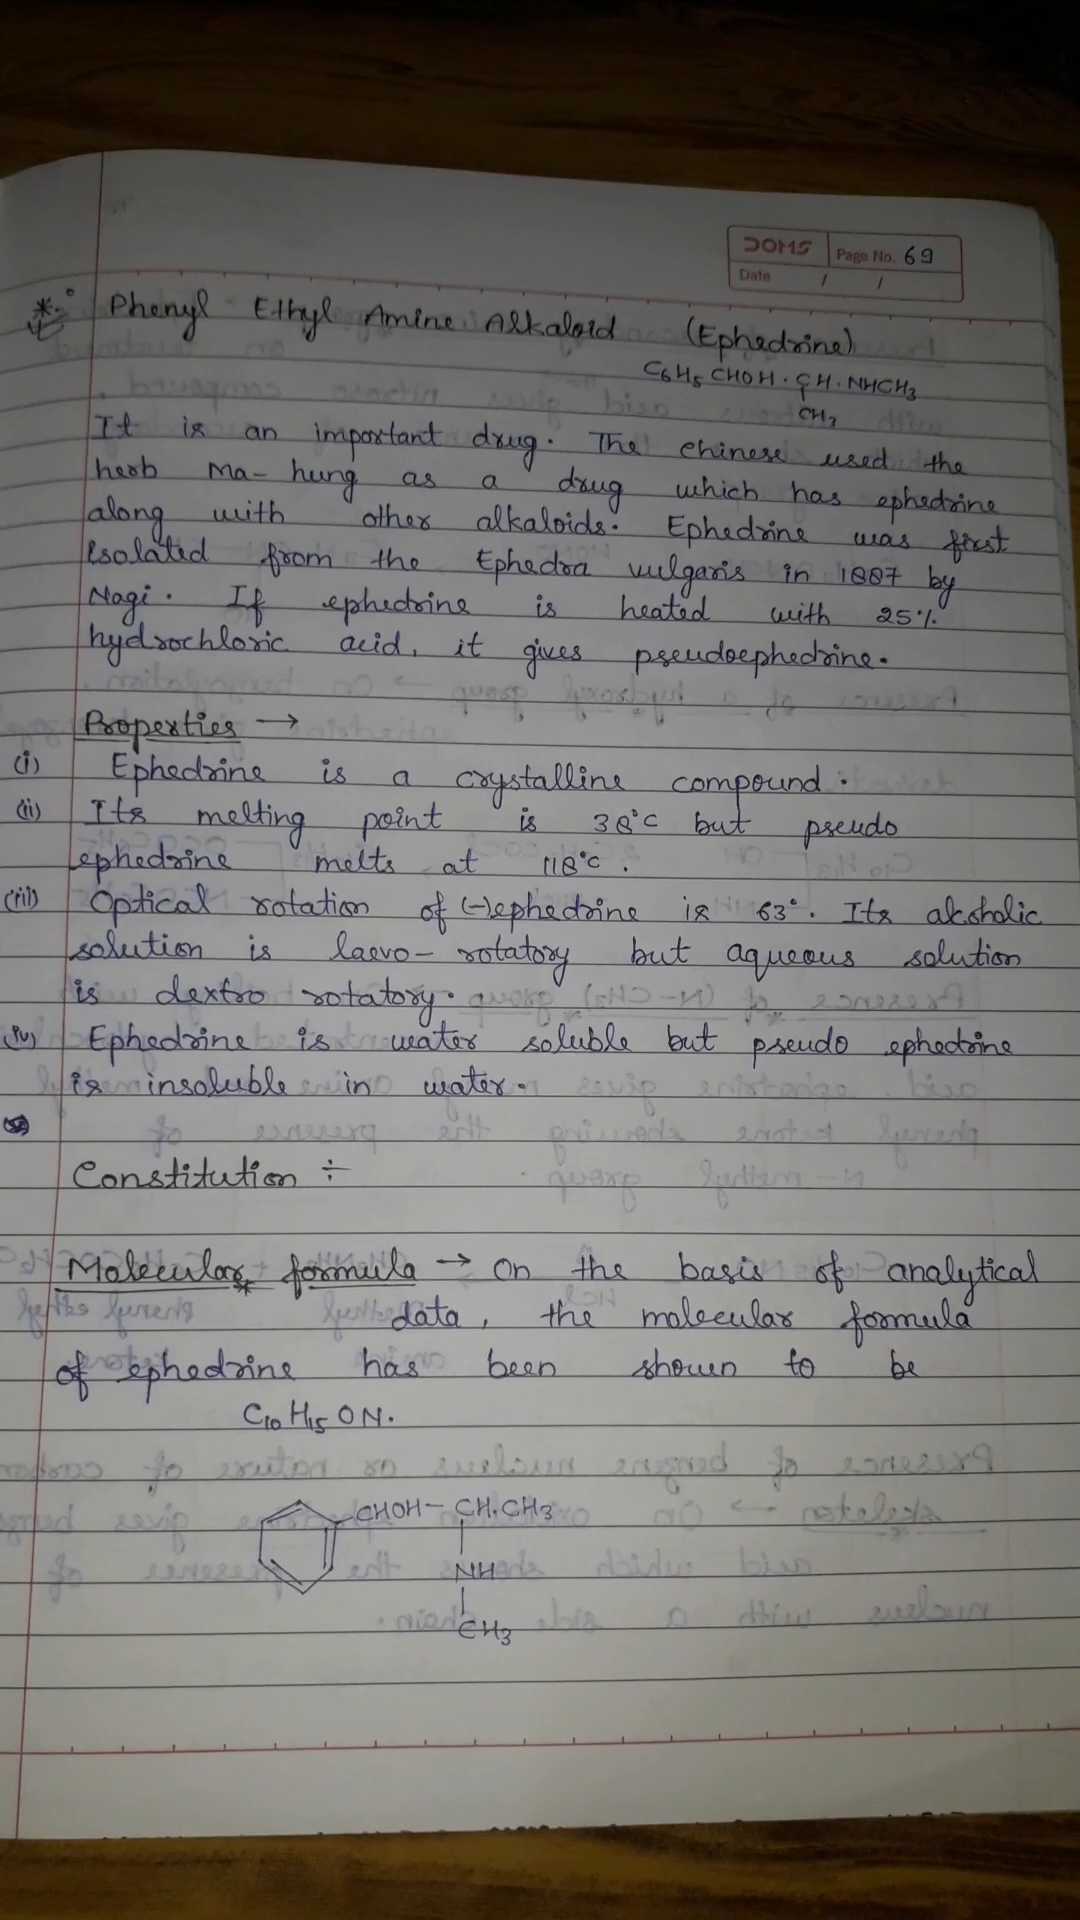 DOMS Page No. 69
Date / /
Phenyl Ethyl Amine Alkaloid (Ephedrine)
C6H5 CHOH . CH . NHCH3
CH3
It is an important drug. The chinese used the
herb Ma-hung as a drug which has ephedrine
along with other alkaloids. Ephedrine was first
isolated from the Ephedra vulgaris in 1887 by
Nagi. If ephedrine is heated with 25%
hydrochloric acid, it gives pseudoephedrine.
Properties →
(i) Ephedrine is a crystalline compound.
(ii) Its melting point is 38°C but pseudo
ephedrine melts at 118°C.
(iii) Optical rotation of (-)ephedrine is 63°. Its alcoholic
solution is laevo-rotatory but aqueous solution
is dextro rotatory.
(iv) Ephedrine is water soluble but pseudo ephedrine
is insoluble in water.
Constitution ÷
Molecular formula → On the basis of analytical
data, the molecular formula
of ephedrine has been shown to be
C10 H15 ON.
CHOH - CH.CH3
NH
CH3